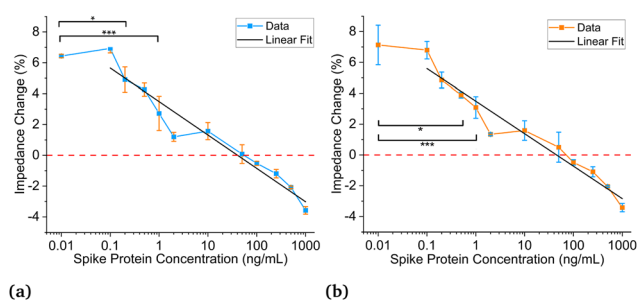 (a)
Impedance Change (%)
8
6
4
2
0
-2
-4
*
***
Data
Linear Fit
0.01 0.1 1 10 100 1000
Spike Protein Concentration (ng/mL)
(b)
Impedance Change (%)
8
6
4
2
0
-2
-4
Data
Linear Fit
*
***
0.01 0.1 1 10 100 1000
Spike Protein Concentration (ng/mL)